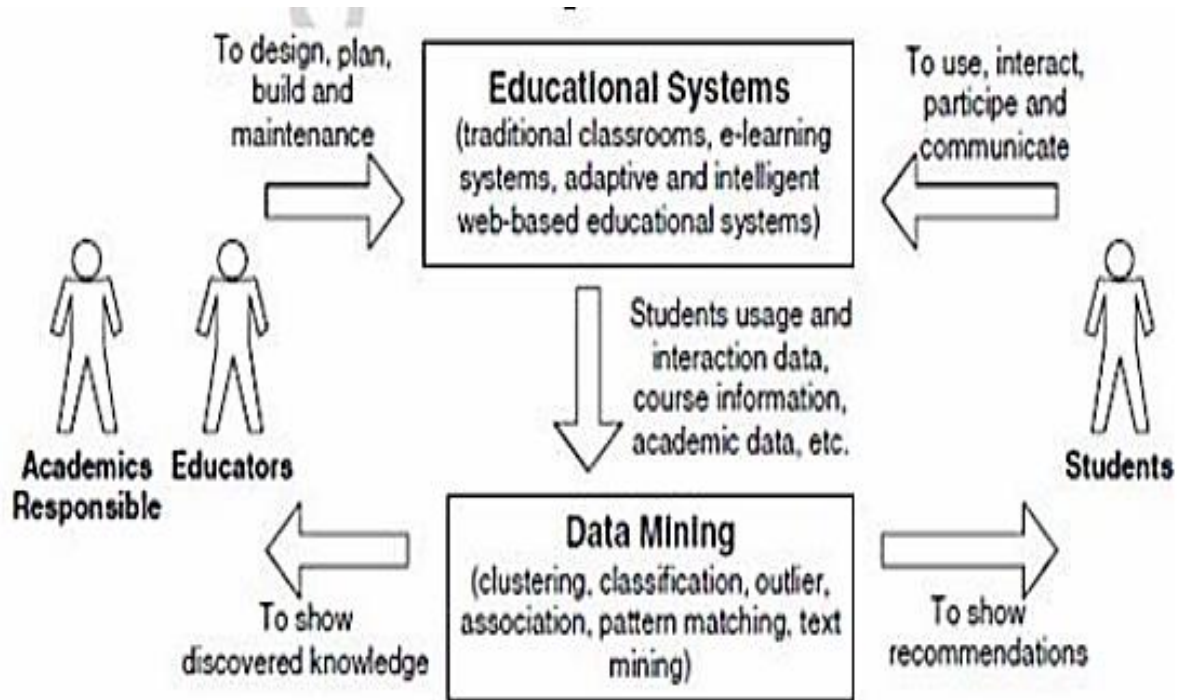 To design, plan,
build and
maintenance
Educational Systems
(traditional classrooms, e-learning
systems, adaptive and intelligent
web-based educational systems)
To use, interact,
participe and
communicate
Students usage and
interaction data,
course information,
academic data, etc.
Academics
Responsible
Educators
Students
Data Mining
(clustering, classification, outlier,
association, pattern matching, text
mining)
To show
discovered knowledge
To show
recommendations